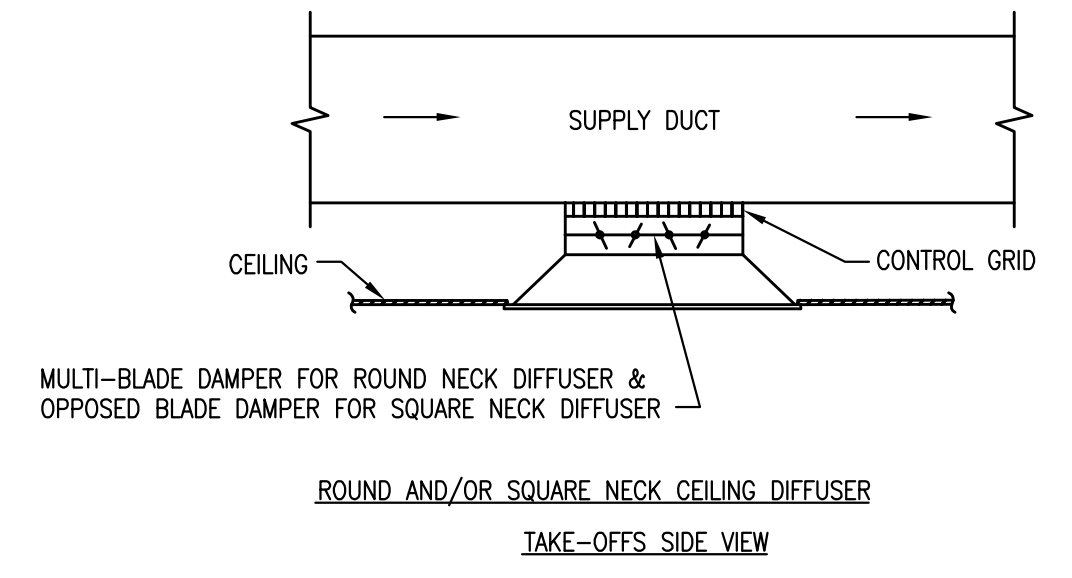 SUPPLY DUCT
CEILING
CONTROL GRID
MULTI-BLADE DAMPER FOR ROUND NECK DIFFUSER &
OPPOSED BLADE DAMPER FOR SQUARE NECK DIFFUSER
ROUND AND/OR SQUARE NECK CEILING DIFFUSER
TAKE-OFFS SIDE VIEW